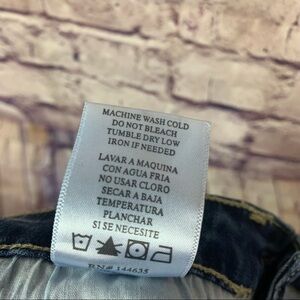 MACHINE WASH COLD
DO NOT BLEACH
TUMBLE DRY LOW
IRON IF NEEDED
LAVAR A MAQUINA
CON AGUA FRIA
NO USAR CLORO
SECAR A BAJA
TEMPERATURA
PLANCHAR
SI SE NECESITE
RN# 144635